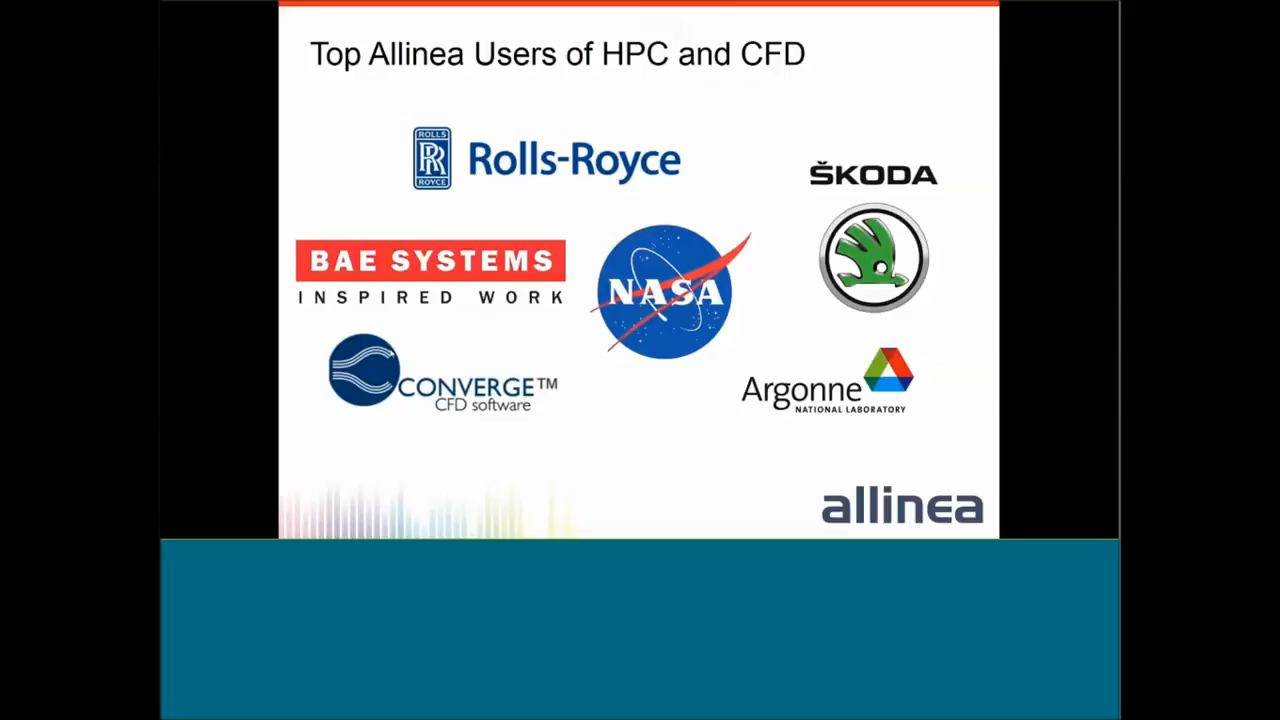 Top Allinea Users of HPC and CFD
ROLLS
RR
ROYCE
Rolls-Royce
ŠKODA
BAE SYSTEMS
INSPIRED WORK
NASA
CONVERGE™
CFD software
Argonne
NATIONAL LABORATORY
allinea